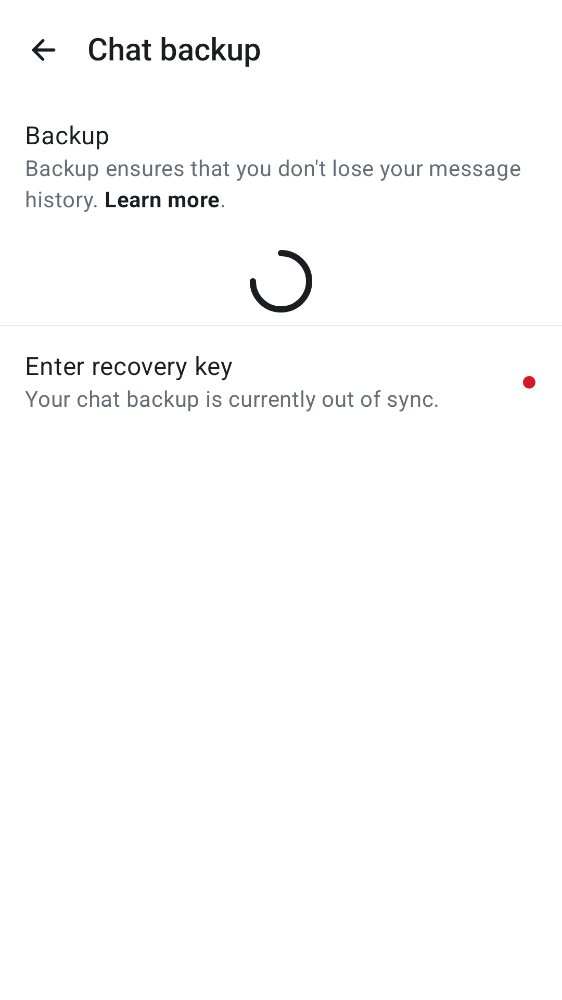 Chat backup
Backup
Backup ensures that you don't lose your message
history. Learn more.
Enter recovery key
Your chat backup is currently out of sync.